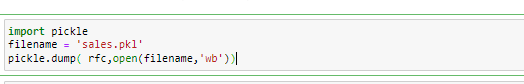 import pickle
filename = 'sales.pkl'
pickle.dump( rfc,open(filename,'wb'))